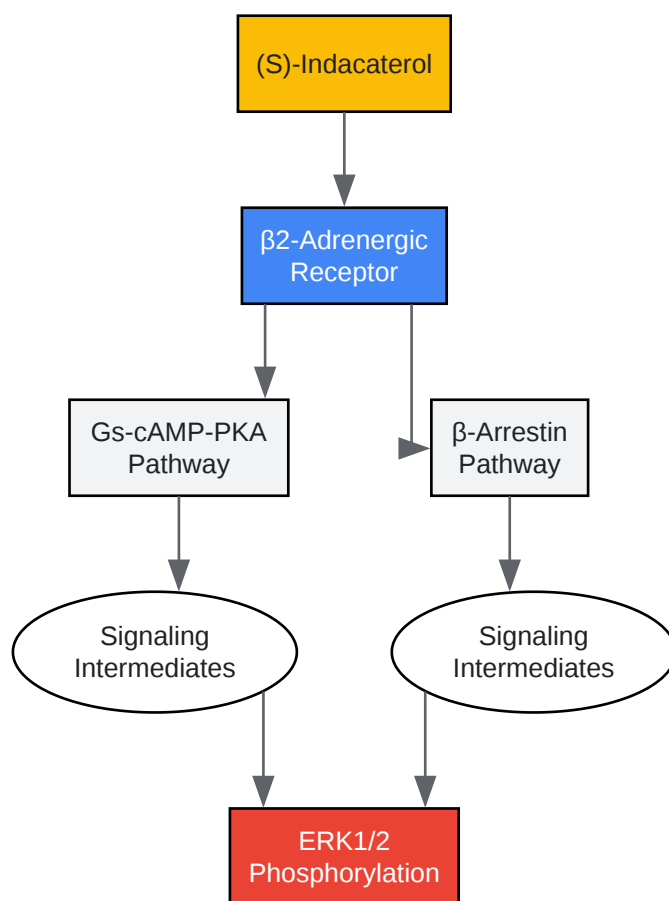 (S)-Indacaterol
β2-Adrenergic
Receptor
Gs-cAMP-PKA
Pathway
β-Arrestin
Pathway
Signaling
Intermediates
Signaling
Intermediates
ERK1/2
Phosphorylation